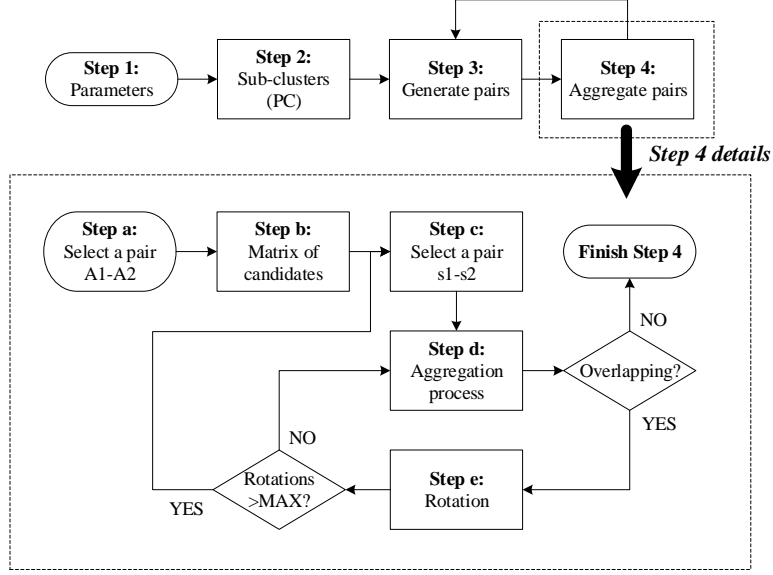 Step 1:
Parameters
Step 2:
Sub-clusters
(PC)
Step 3:
Generate pairs
Step 4:
Aggregate pairs
Step 4 details
Step a:
Select a pair
A1-A2
Step b:
Matrix of
candidates
Step c:
Select a pair
s1-s2
Finish Step 4
NO
Step d:
Aggregation
process
Overlapping?
YES
NO
Rotations
>MAX?
YES
Step e:
Rotation